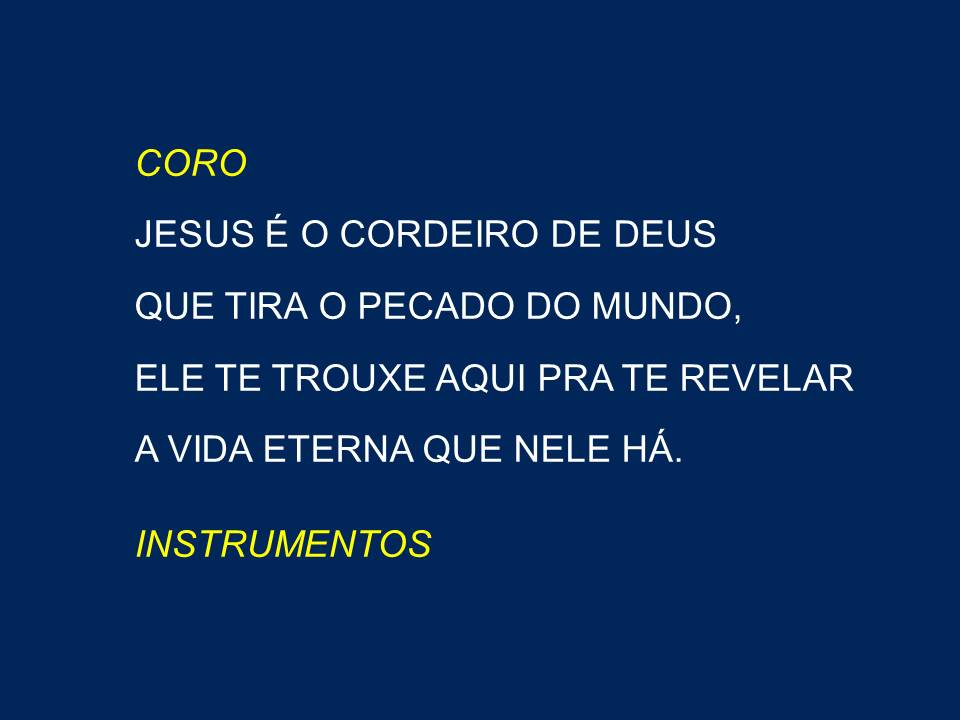 CORO
JESUS É O CORDEIRO DE DEUS
QUE TIRA O PECADO DO MUNDO,
ELE TE TROUXE AQUI PRA TE REVELAR
A VIDA ETERNA QUE NELE HÁ.
INSTRUMENTOS